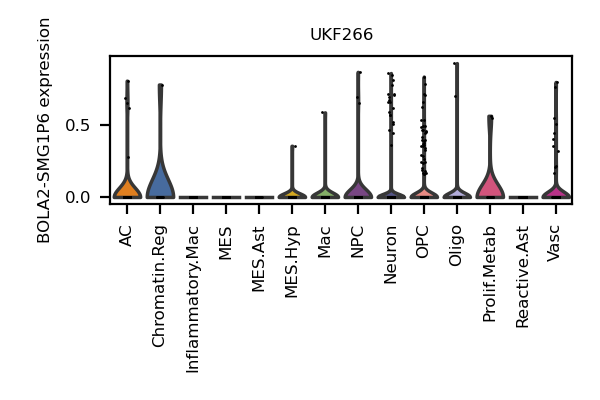 UKF266
BOLA2-SMG1P6 expression
0.5
0.0
AC
Chromatin.Reg
Inflammatory.Mac
MES
MES.Ast
MES.Hyp
Mac
NPC
Neuron
OPC
Oligo
Prolif.Metab
Reactive.Ast
Vasc